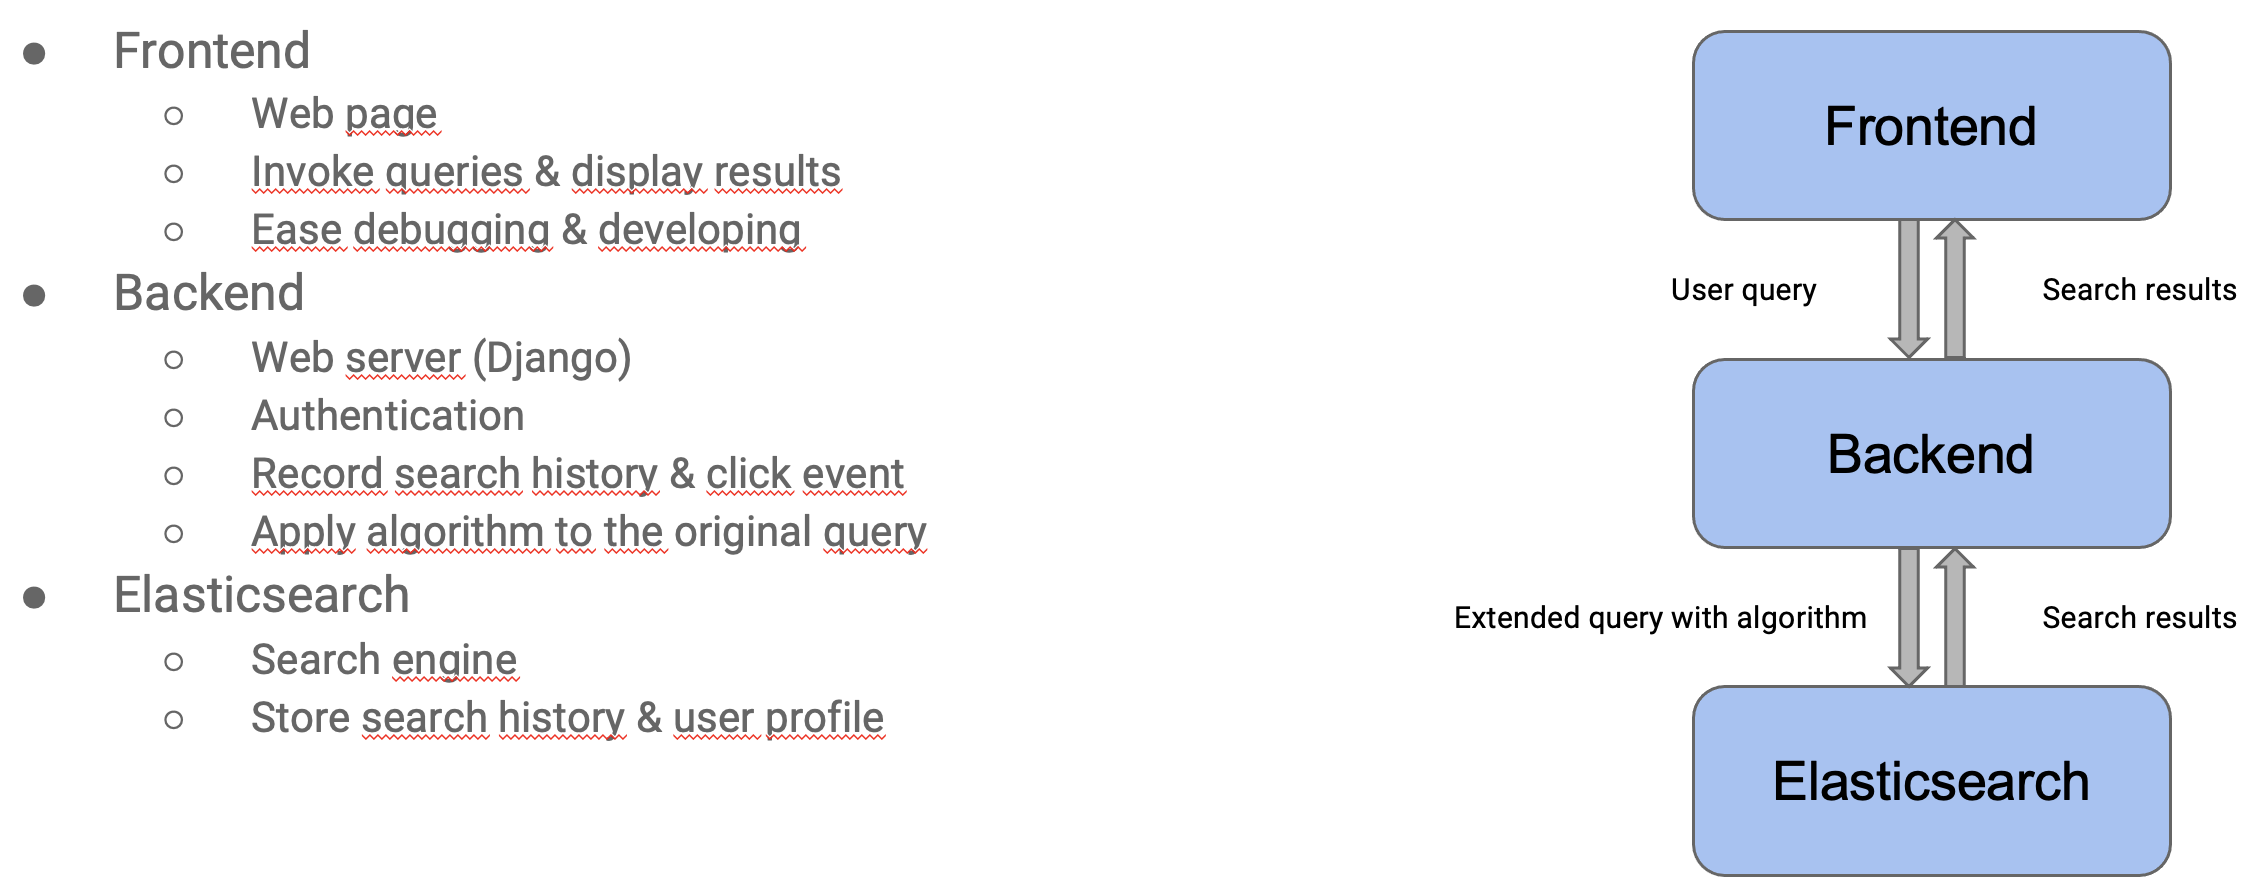 ● Frontend
○ Web page
○ Invoke queries & display results
○ Ease debugging & developing
● Backend
○ Web server (Django)
○ Authentication
○ Record search history & click event
○ Apply algorithm to the original query
● Elasticsearch
○ Search engine
○ Store search history & user profile
Frontend
User query
Search results
Backend
Extended query with algorithm
Search results
Elasticsearch